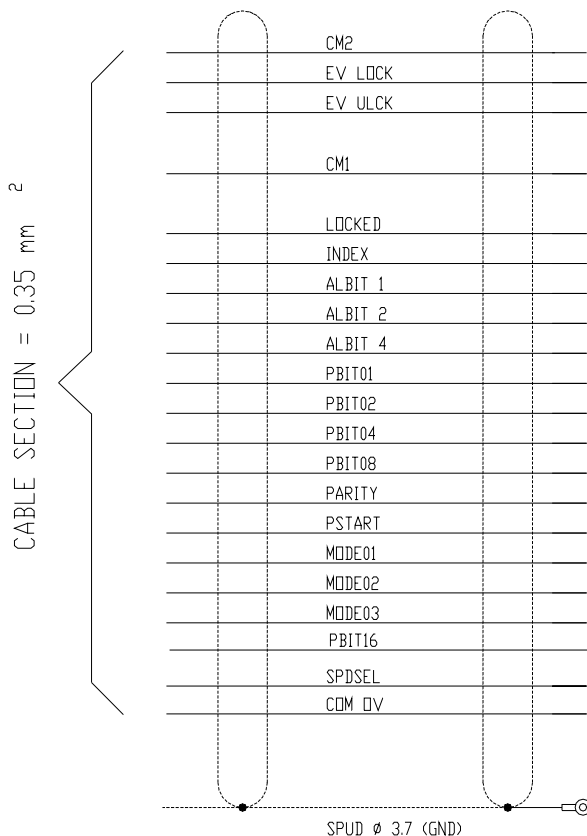 CM2
EV LOCK
EV ULCK
CM1
LOCKED
INDEX
ALBIT 1
ALBIT 2
ALBIT 4
PBIT01
PBIT02
PBIT04
PBIT08
PARITY
PSTART
MODE01
MODE02
MODE03
PBIT16
SPDSEL
COM 0V
CABLE SECTION = 0.35 mm 2
SPUD ø 3.7 (GND)